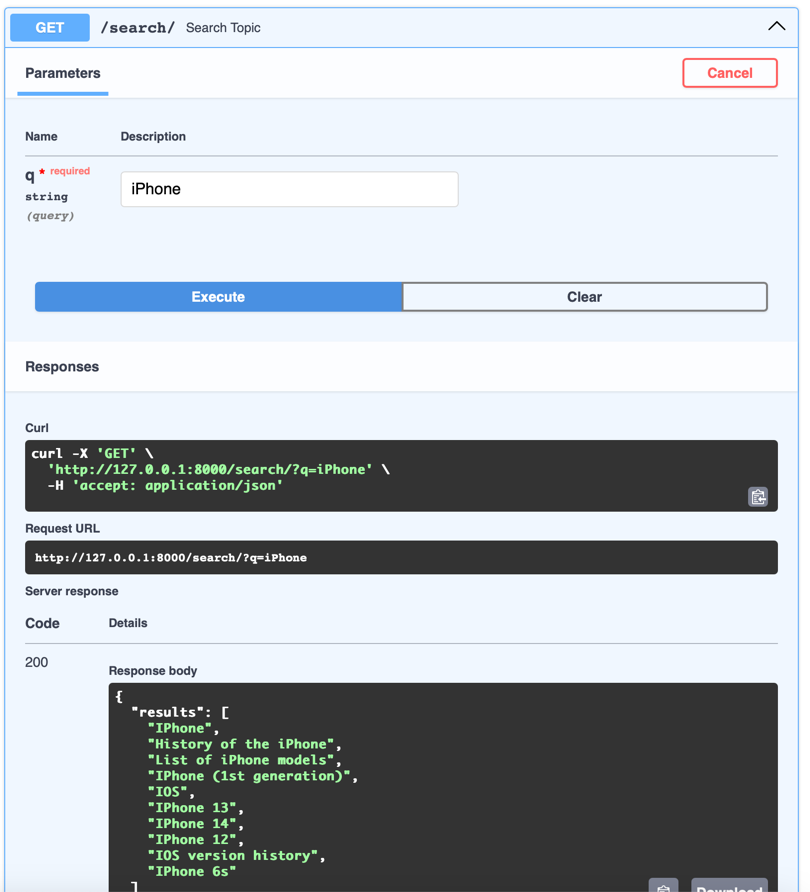 GET /search/ Search Topic
Parameters
Cancel
Name Description
q * required
string
(query)
iPhone
Execute Clear
Responses
Curl
curl -X 'GET' \
'http://127.0.0.1:8000/search/?q=iPhone' \
-H 'accept: application/json'
Request URL
http://127.0.0.1:8000/search/?q=iPhone
Server response
Code Details
200
Response body
{
"results": [
"IPhone",
"History of the iPhone",
"List of iPhone models",
"IPhone (1st generation)",
"IOS",
"IPhone 13",
"IPhone 14",
"IPhone 12",
"IOS version history",
"IPhone 6s"
]
Download